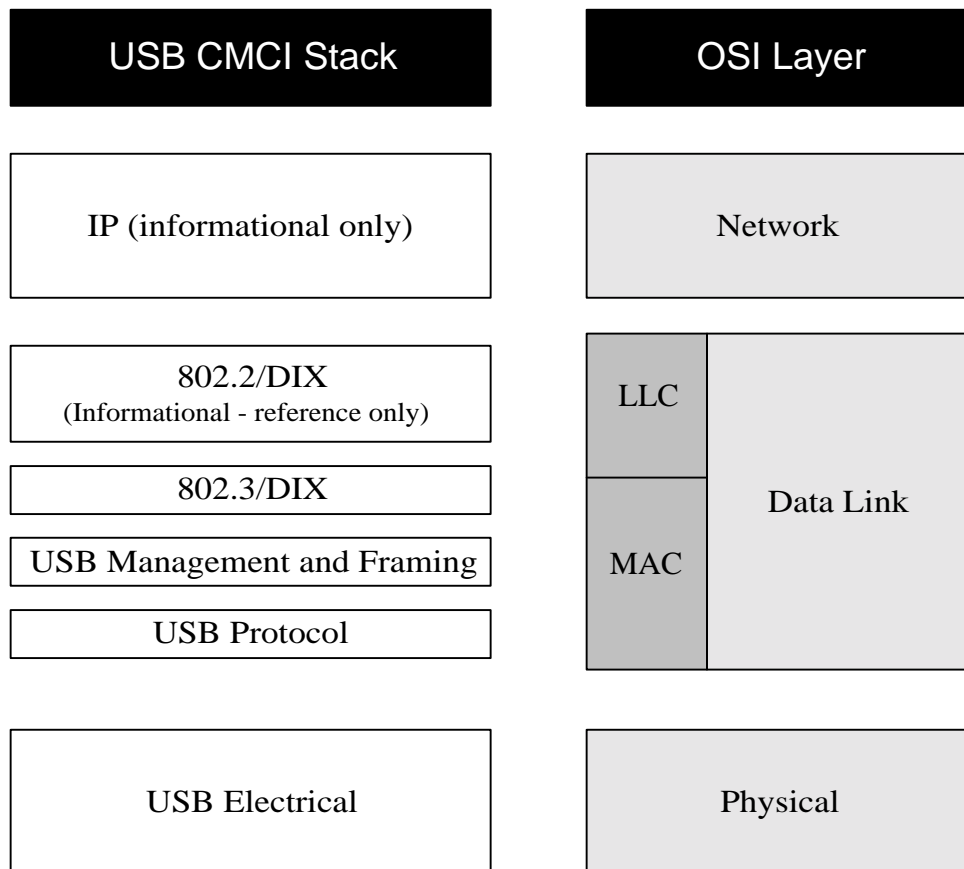 USB CMCI Stack
OSI Layer
IP (informational only)
Network
802.2/DIX
(Informational - reference only)
LLC
802.3/DIX
Data Link
USB Management and Framing
MAC
USB Protocol
USB Electrical
Physical